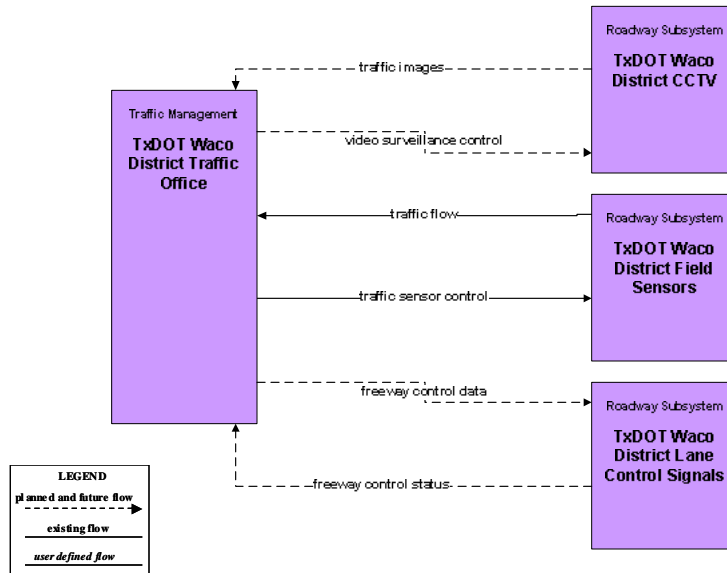 Roadway Subsystem
TxDOT Waco
District CCTV
traffic images
Traffic Management
TxDOT Waco
District Traffic
Office
video surveillance control
Roadway Subsystem
TxDOT Waco
District Field
Sensors
traffic flow
traffic sensor control
freeway control data
Roadway Subsystem
TxDOT Waco
District Lane
Control Signals
freeway control status
LEGEND
planned and future flow
existing flow
user defined flow